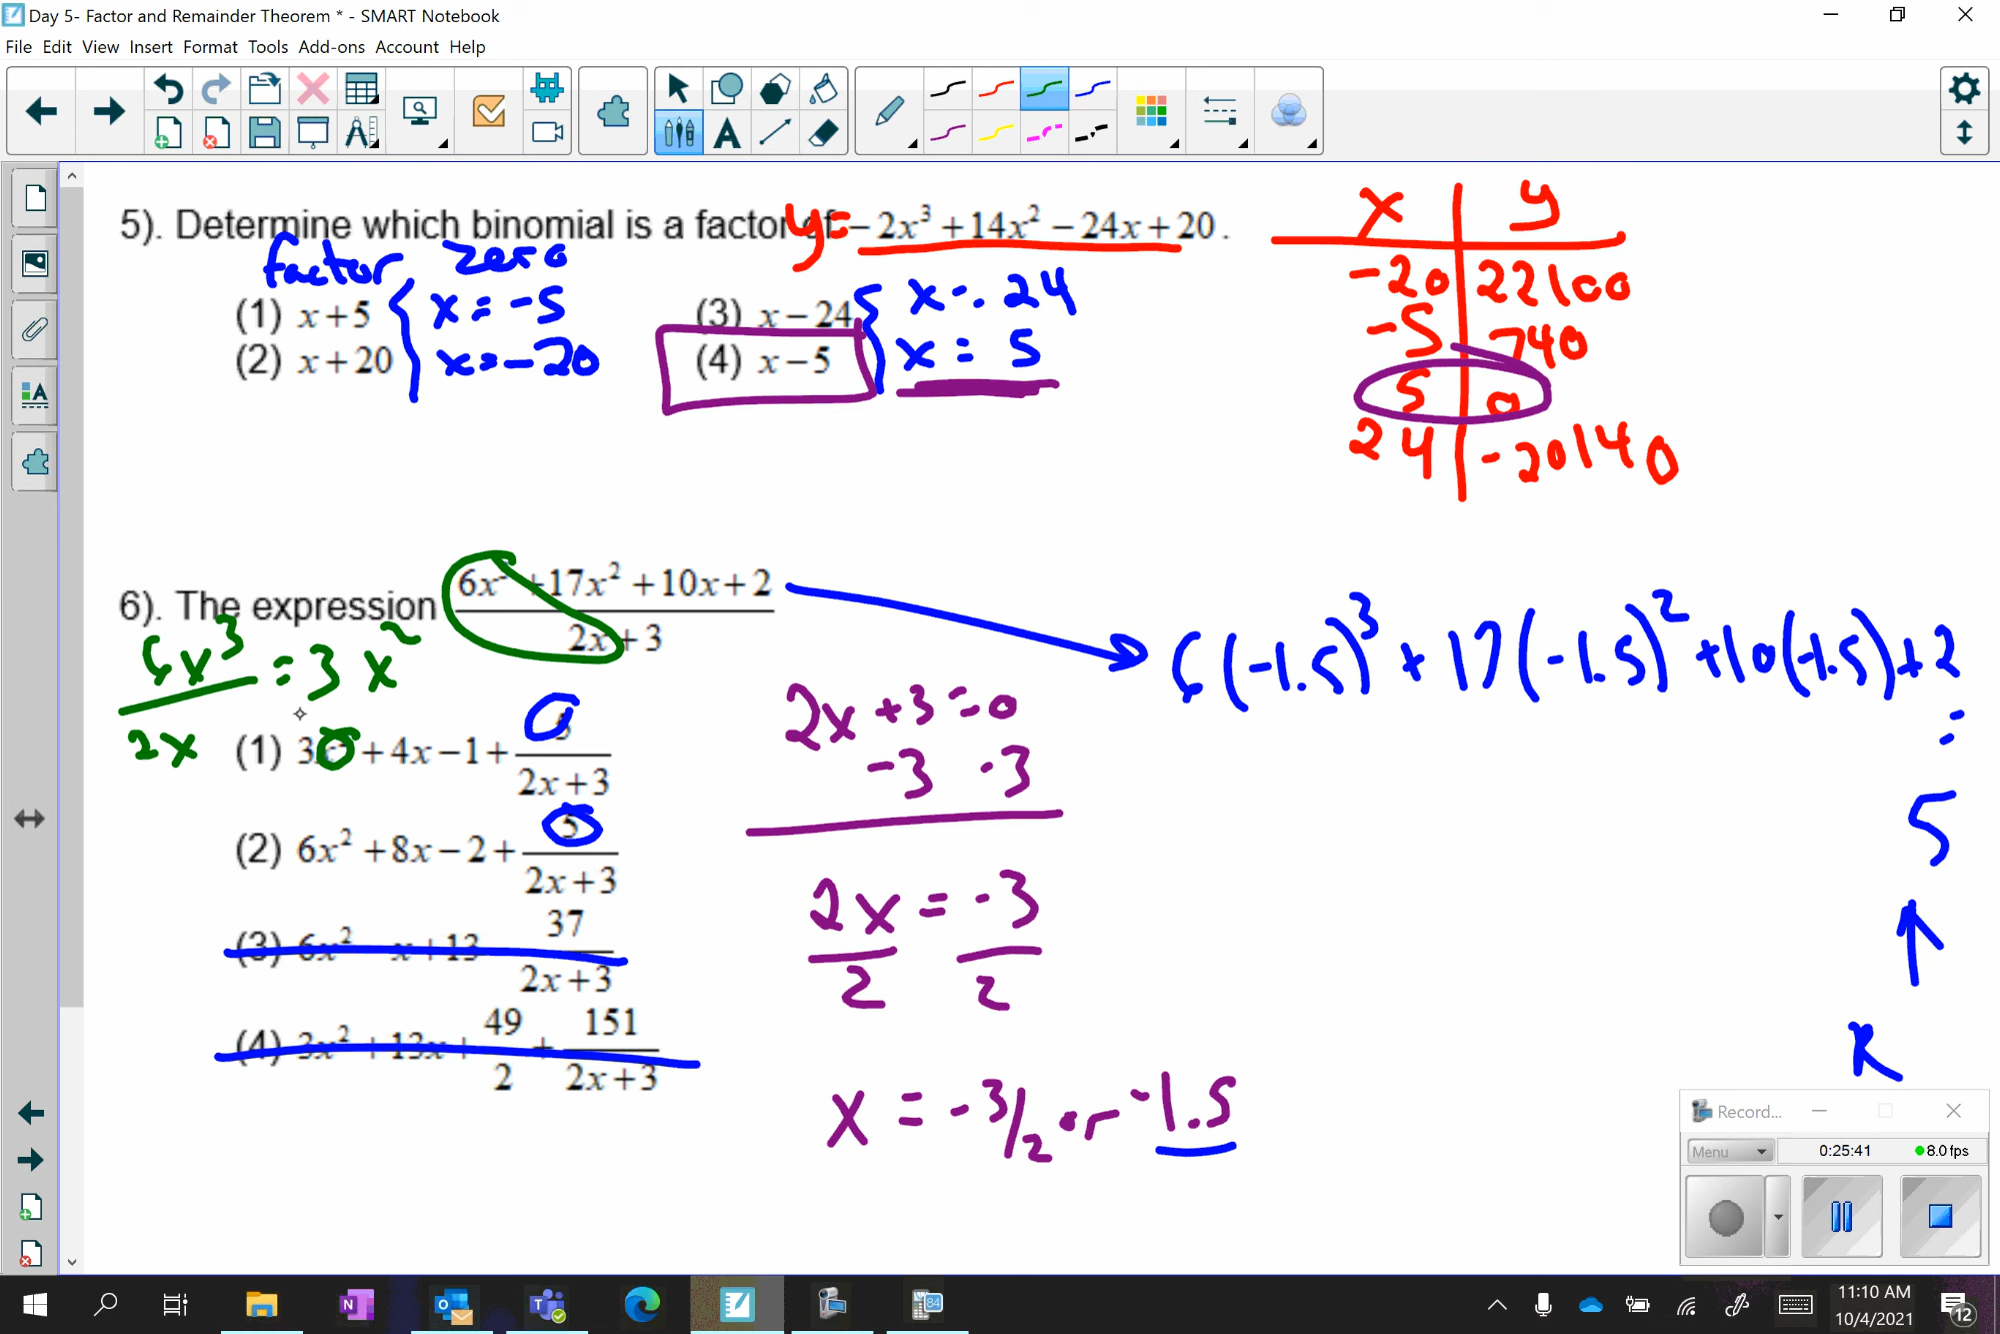 Day 5- Factor and Remainder Theorem * - SMART Notebook
File Edit View Insert Format Tools Add-ons Account Help
5). Determine which binomial is a factor of y= −2x³ +14x² −24x+20.
factor zero
(1) x+5 x = -5
(2) x+20 x = -20
(3) x−24 x = 24
(4) x−5 x = 5
x y
-20 22100
-5 740
5 0
24 -20140
6). The expression 6x +17x² +10x+2
2x+3
6x³ = 3x²
2x
6(-1.5)³ + 17(-1.5)² +10(-1.5)+2
=
5
R
(1) 3 +4x−1+
2x+3
(2) 6x² +8x−2+ 5
2x+3
(3) 6x² x+13 37
2x+3
(4) 3x² +13x+ 49 + 151
2 2x+3
2x +3 = 0
-3 -3
2x = -3
2 2
x = -3/2 or -1.5
Record...
Menu 0:25:41 8.0 fps
84
11:10 AM
10/4/2021
12